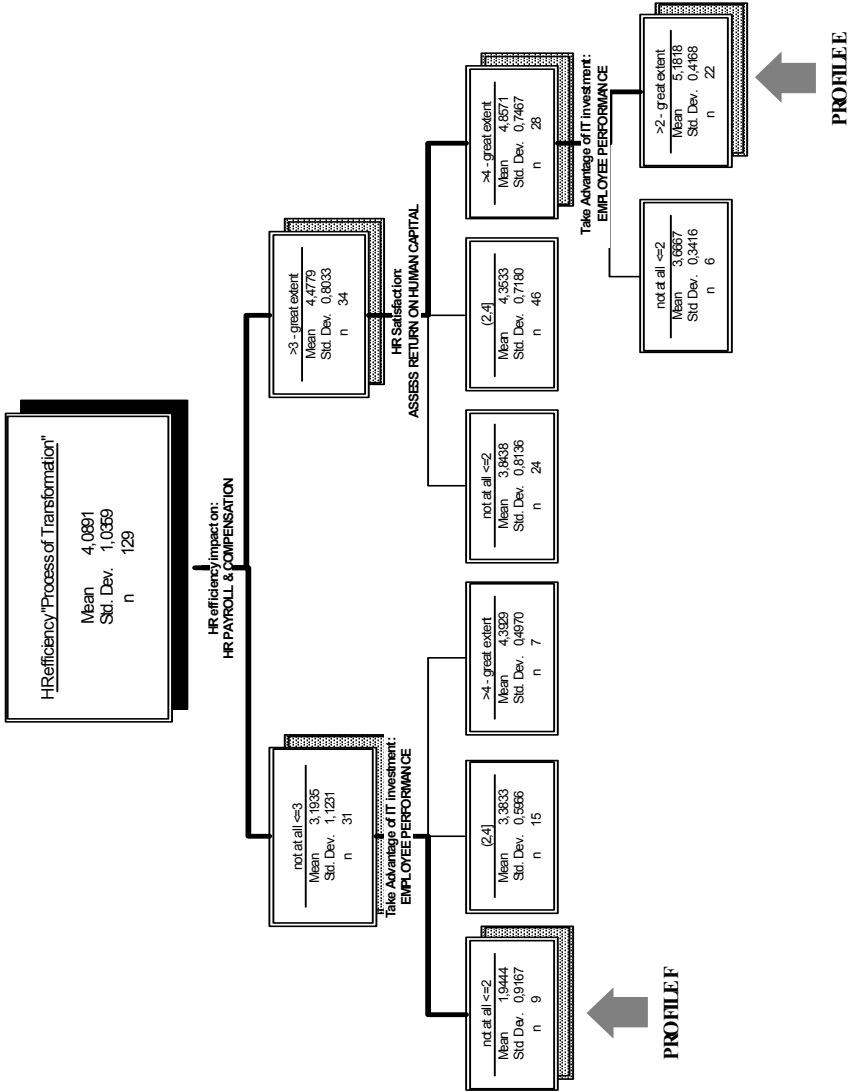 HR efficiency "Process of Transformation"
Mean 4,0891
Std. Dev. 1,0359
n 129
HR efficiency impact on:
HR PAYROLL & COMPENSATION
not at all <=3
Mean 3,1935
Std. Dev. 1,1231
n 31
>3 - great extent
Mean 4,4779
Std. Dev. 0,8033
n 34
Take Advantage of IT investment:
EMPLOYEE PERFORMANCE
HR Satisfaction:
ASSESS RETURN ON HUMAN CAPITAL
not at all <=2
Mean 1,9444
Std. Dev. 0,9167
n 9
(2,4]
Mean 3,3833
Std. Dev. 0,5966
n 15
>4 - great extent
Mean 4,3929
Std. Dev. 0,4970
n 7
not at all <=2
Mean 3,8438
Std. Dev. 0,8136
n 24
(2,4]
Mean 4,3533
Std. Dev. 0,7180
n 46
>4 - great extent
Mean 4,8571
Std. Dev. 0,7467
n 28
Take Advantage of IT investment:
EMPLOYEE PERFORMANCE
not at all <=2
Mean 3,6667
Std. Dev. 0,3416
n 6
>2 - great extent
Mean 5,1818
Std. Dev. 0,4168
n 22
PROFILE F
PROFILE E